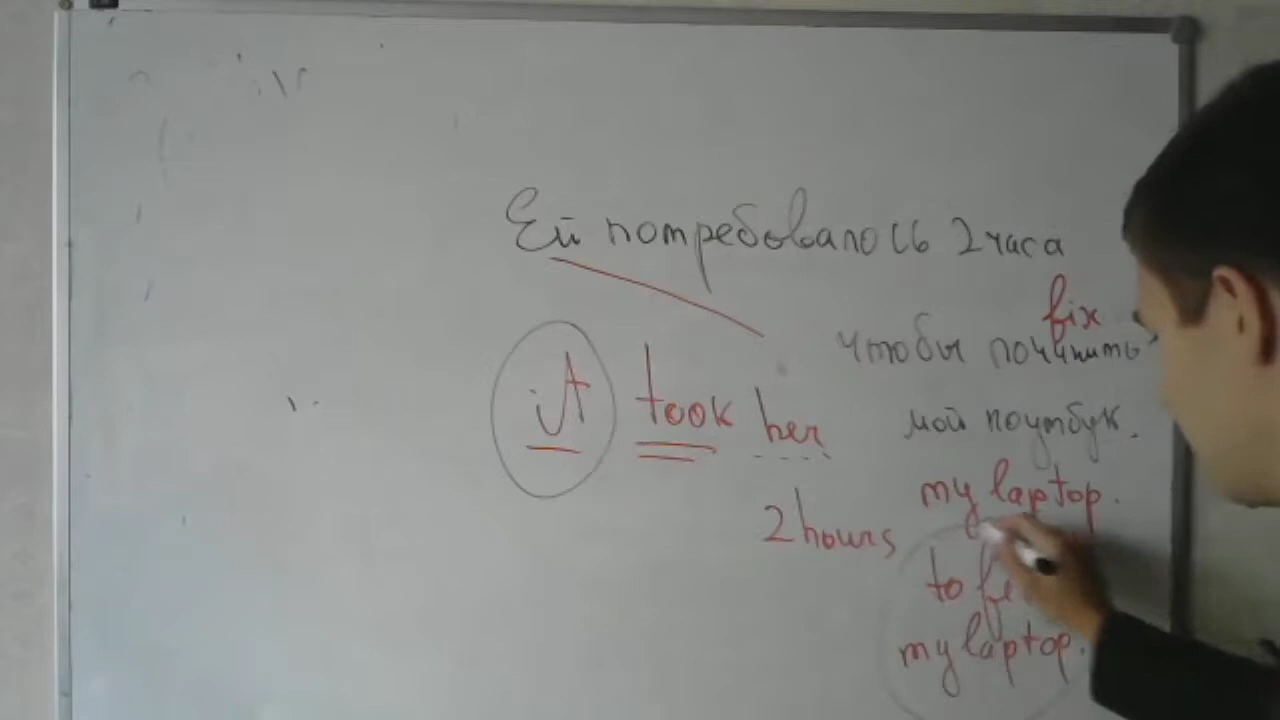 Ей потребовалось 2 часа
fix
чтобы починить
it took her
мой ноутбук.
my laptop.
2 hours
to
my laptop.